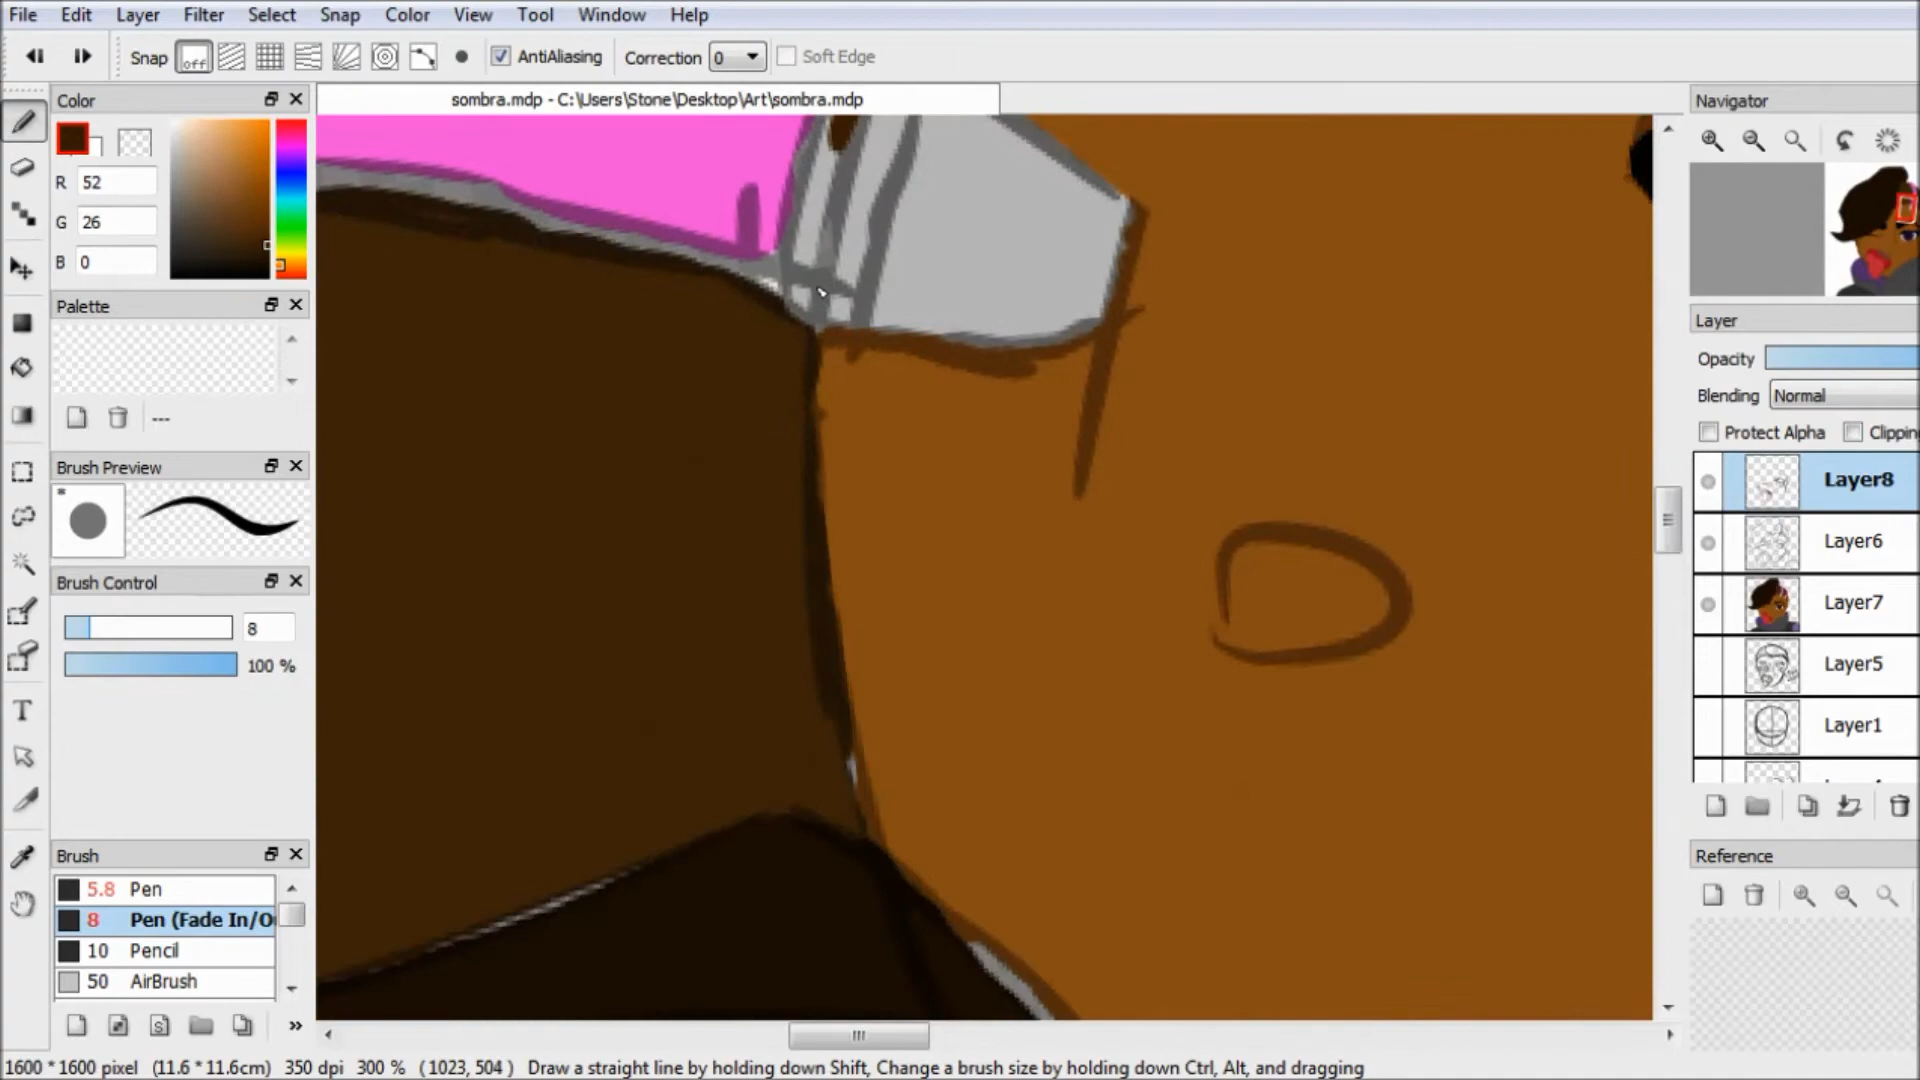 File Edit Layer Filter Select Snap Color View Tool Window Help
Snap off AntiAliasing Correction 0 Soft Edge
Color
sombra.mdp - C:\Users\Stone\Desktop\Art\sombra.mdp
Navigator
R 52
G 26
B 0
Palette
Layer
Opacity
Blending Normal
---
Protect Alpha Clippin
Brush Preview
Layer8
Layer6
Brush Control
Layer7
8
100 %
Layer5
T
Layer1
Brush
Reference
5.8 Pen
8 Pen (Fade In/O
10 Pencil
50 AirBrush
1600 * 1600 pixel (11.6 * 11.6cm) 350 dpi 300 % ( 1023, 504 ) Draw a straight line by holding down Shift, Change a brush size by holding down Ctrl, Alt, and dragging